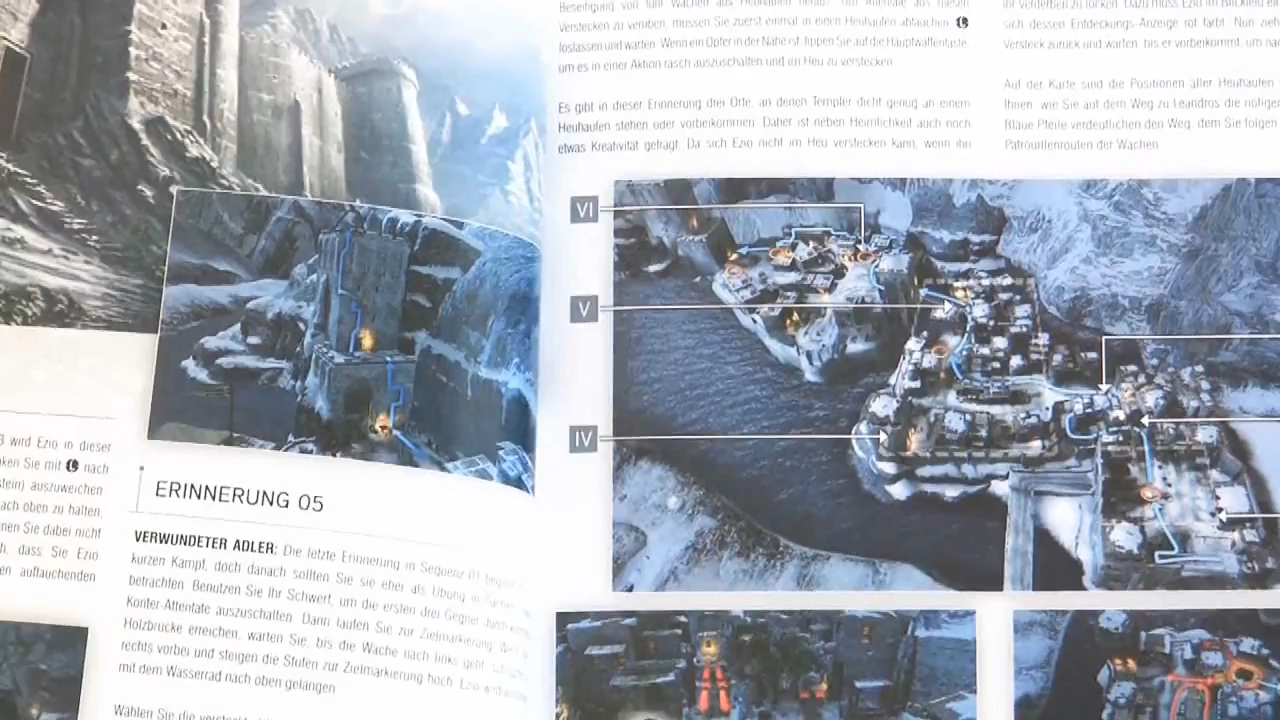 3 wird Ezio in dieser
ken Sie mit L nach
stein) auszuweichen
ach oben zu halten,
nen Sie dabei nicht
h, dass Sie Ezio
en auftauchenden
ERINNERUNG 05
VERWUNDETER ADLER: Die letzte Erinnerung in Sequenz 01
kurzen Kampf, doch danach sollten Sie sie eher als Übung in
betrachten. Benutzen Sie Ihr Schwert, um die ersten drei Gegner
Konter-Attentate auszuschalten. Dann laufen Sie zur Zielmarkierung
Holzbrücke erreichen, warten Sie, bis die Wache nach links geht,
rechts vorbei und steigen die Stufen zur Zielmarkierung hoch. Ezio
mit dem Wasserrad nach oben gelangen.
Wählen Sie die
Beseitigung von fünf Wachen aus Heuhaufen heraus. Um Attentate aus diesen
Verstecken zu verüben, müssen Sie zuerst einmal in einen Heuhaufen abtauchen, L
loslassen und warten. Wenn ein Opfer in der Nähe ist, tippen Sie auf die Hauptwaffentaste,
um es in einer Aktion rasch auszuschalten und im Heu zu verstecken.
Es gibt in dieser Erinnerung drei Orte, an denen Templer dicht genug an einem
Heuhaufen stehen oder vorbeikommen. Daher ist neben Heimlichkeit auch noch
etwas Kreativität gefragt. Da sich Ezio nicht im Heu verstecken kann, wenn ihn
ihr Verderben zu locken. Dazu muss Ezio im Blickfeld
sich dessen Entdeckungs-Anzeige rot färbt. Nun
Versteck zurück und warten, bis er vorbeikommt, um
Auf der Karte sind die Positionen aller Heuhaufen
Ihnen, wie Sie auf dem Weg zu Leandros die
Blaue Pfeile verdeutlichen den Weg, dem Sie folgen
Patrouillenrouten der Wachen.
VI
V
IV